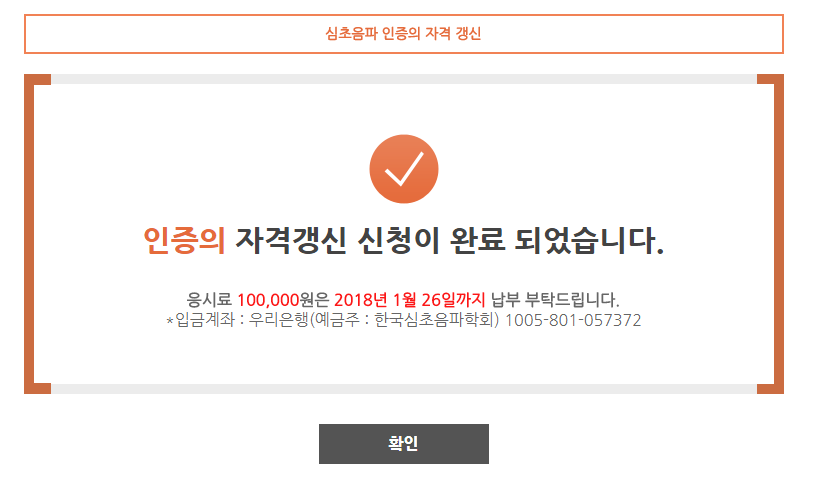 심초음파 인증의 자격 갱신
인증의 자격갱신 신청이 완료 되었습니다.
응시료 100,000원은 2018년 1월 26일까지 납부 부탁드립니다.
*입금계좌 : 우리은행(예금주 : 한국심초음파학회) 1005-801-057372
확인